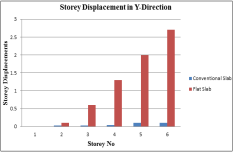 Storey Displacement in Y-Direction
3
2.5
2
1.5
1
0.5
0
Storey Displacements
1 2 3 4 5 6
Storey No
Conventional Slab
Flat Slab